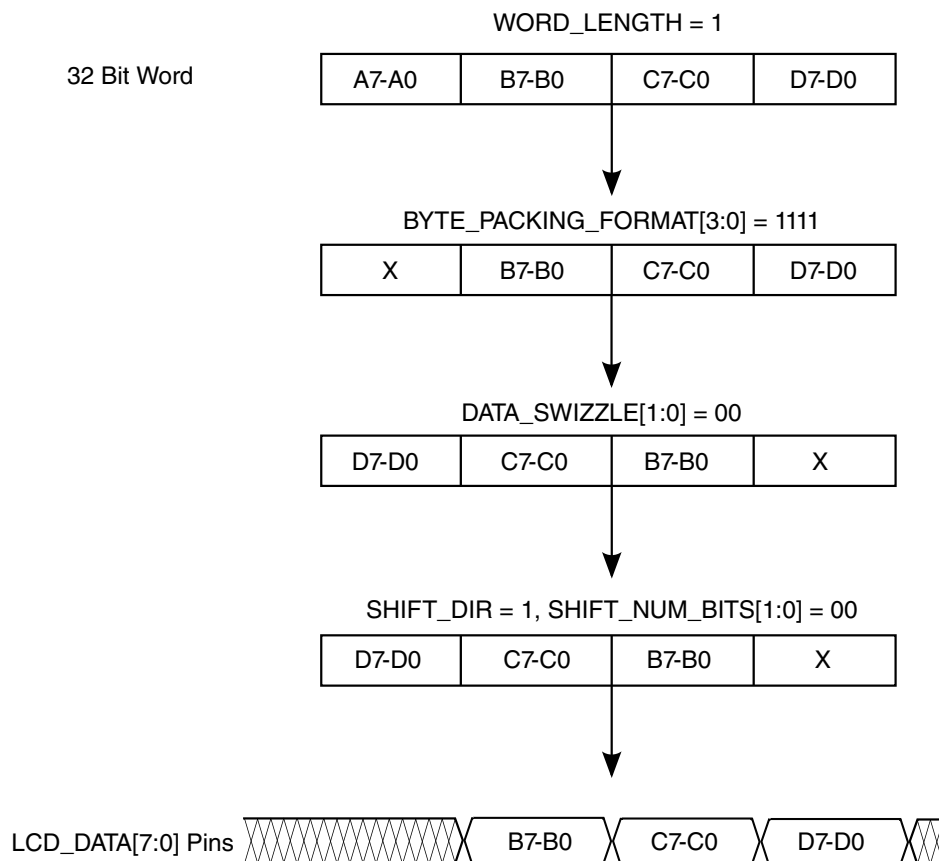 WORD_LENGTH = 1
32 Bit Word
A7-A0 B7-B0 C7-C0 D7-D0
BYTE_PACKING_FORMAT[3:0] = 1111
X B7-B0 C7-C0 D7-D0
DATA_SWIZZLE[1:0] = 00
D7-D0 C7-C0 B7-B0 X
SHIFT_DIR = 1, SHIFT_NUM_BITS[1:0] = 00
D7-D0 C7-C0 B7-B0 X
LCD_DATA[7:0] Pins B7-B0 C7-C0 D7-D0